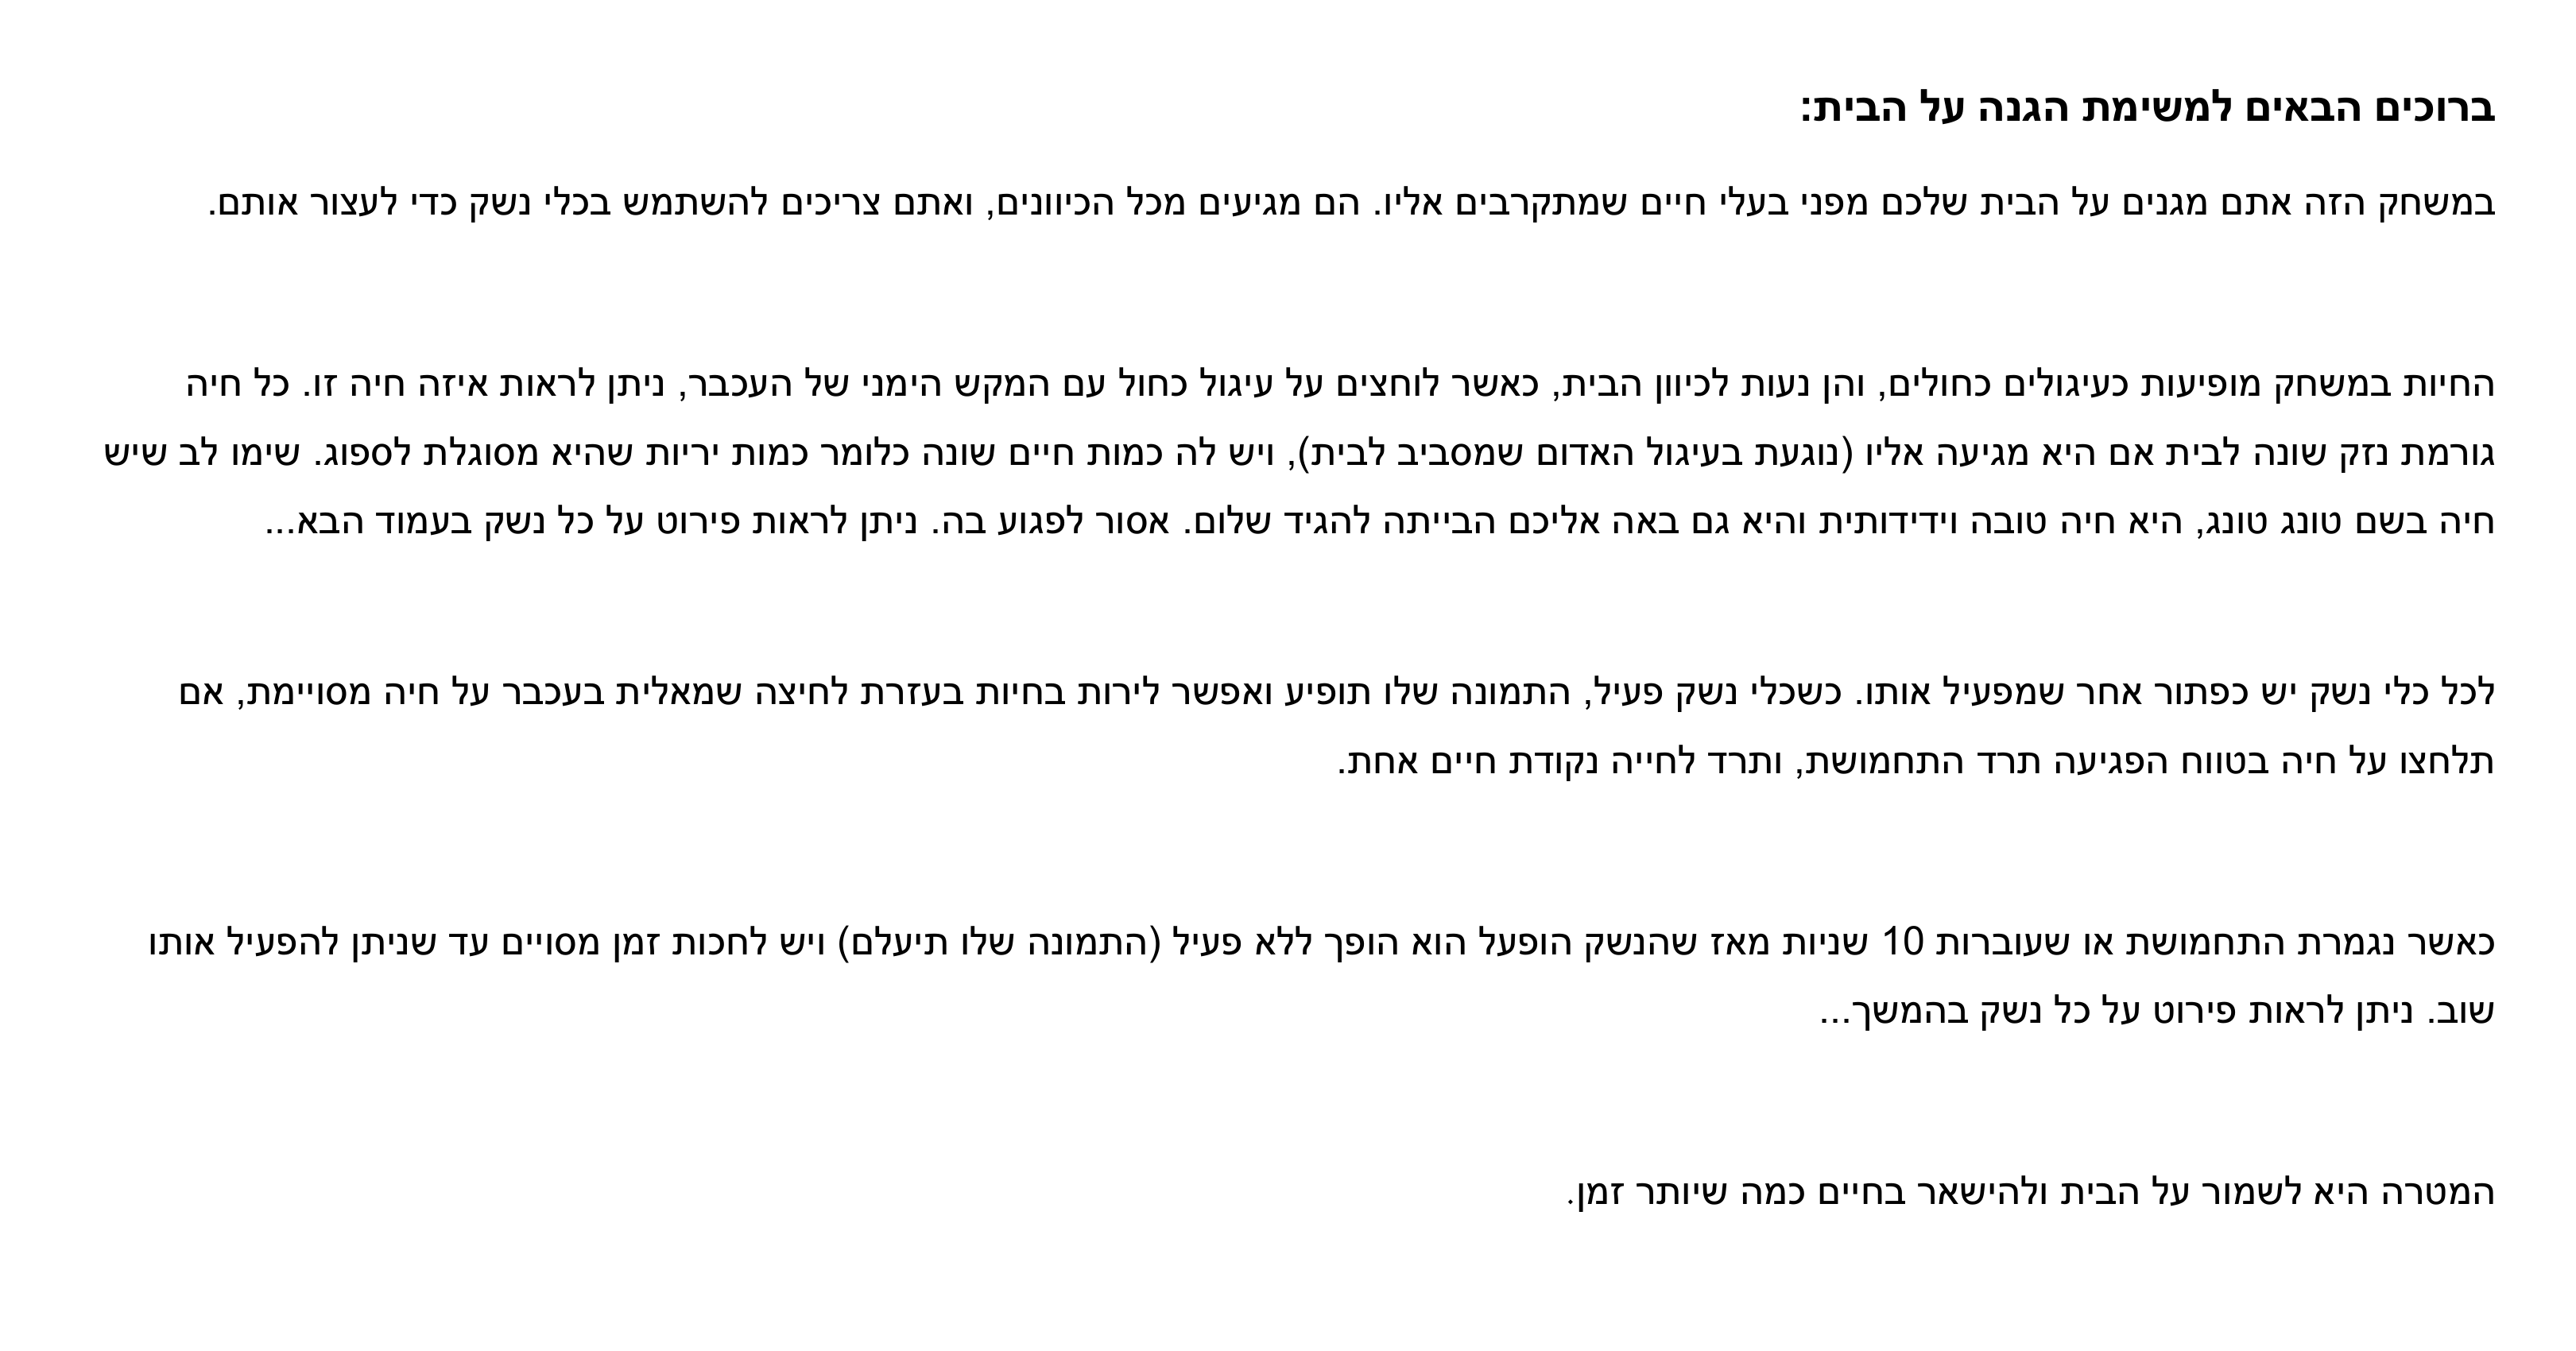 ברוכים הבאים למשימת הגנה על הבית:
במשחק הזה אתם מגנים על הבית שלכם מפני בעלי חיים שמתקרבים אליו. הם מגיעים מכל הכיוונים, ואתם צריכים להשתמש בכלי נשק כדי לעצור אותם.
החיות במשחק מופיעות כעיגולים כחולים, והן נעות לכיוון הבית, כאשר לוחצים על עיגול כחול עם המקש הימני של העכבר, ניתן לראות איזה חיה זו. כל חיה
גורמת נזק שונה לבית אם היא מגיעה אליו (נוגעת בעיגול האדום שמסביב לבית), ויש לה כמות חיים שונה כלומר כמות יריות שהיא מסוגלת לספוג. שימו לב שיש
חיה בשם טונג טונג, היא חיה טובה וידידותית והיא גם באה אליכם הבייתה להגיד שלום. אסור לפגוע בה. ניתן לראות פירוט על כל נשק בעמוד הבא...
לכל כלי נשק יש כפתור אחר שמפעיל אותו. כשכלי נשק פעיל, התמונה שלו תופיע ואפשר לירות בחיות בעזרת לחיצה שמאלית בעכבר על חיה מסויימת, אם
תלחצו על חיה בטווח הפגיעה תרד התחמושת, ותרד לחייה נקודת חיים אחת.
כאשר נגמרת התחמושת או שעוברות 10 שניות מאז שהנשק הופעל הוא הופך ללא פעיל (התמונה שלו תיעלם) ויש לחכות זמן מסויים עד שניתן להפעיל אותו
שוב. ניתן לראות פירוט על כל נשק בהמשך...
המטרה היא לשמור על הבית ולהישאר בחיים כמה שיותר זמן.